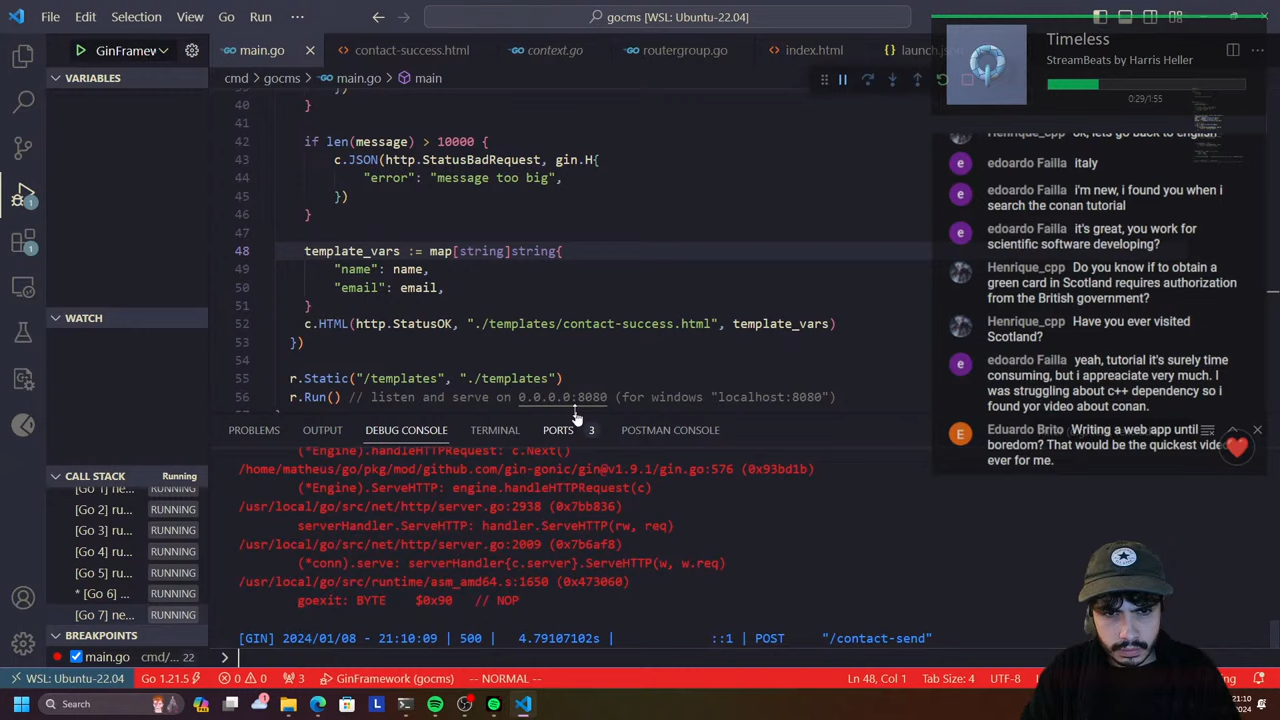 File Edit Selection View Go Run ···
gocms [WSL: Ubuntu-22.04]
GinFramew
main.go
contact-success.html
context.go
routergroup.go
index.html
launch.json
VARIABLES
cmd > gocms > main.go > main
40 }
41
42 if len(message) > 10000 {
43 c.JSON(http.StatusBadRequest, gin.H{
44 "error": "message too big",
45 })
46 }
47
48 template_vars := map[string]string{
49 "name": name,
50 "email": email,
51 }
52 c.HTML(http.StatusOK, "./templates/contact-success.html", template_vars)
53 })
54
55 r.Static("/templates", "./templates")
56 r.Run() // listen and serve on 0.0.0.0:8080 (for windows "localhost:8080")
WATCH
CALL STACK Running
[Go 1] ru... RUNNING
[Go 2] ru... RUNNING
[Go 3] ru... RUNNING
[Go 4] ru... RUNNING
[Go 5] ru... RUNNING
* [Go 6] ... RUNNING
[Go 7] ne... RUNNING
BREAKPOINTS
main.go cmd/... 22
PROBLEMS OUTPUT DEBUG CONSOLE TERMINAL PORTS 3 POSTMAN CONSOLE
(*Engine).handleHTTPRequest: c.Next()
/home/matheus/go/pkg/mod/github.com/gin-gonic/gin@v1.9.1/gin.go:576 (0x93bd1b)
(*Engine).ServeHTTP: engine.handleHTTPRequest(c)
/usr/local/go/src/net/http/server.go:2938 (0x7bb836)
serverHandler.ServeHTTP: handler.ServeHTTP(rw, req)
/usr/local/go/src/net/http/server.go:2009 (0x7b6af8)
(*conn).serve: serverHandler{c.server}.ServeHTTP(w, w.req)
/usr/local/go/src/runtime/asm_amd64.s:1650 (0x473060)
goexit: BYTE $0x90 // NOP
[GIN] 2024/01/08 - 21:10:09 | 500 | 4.79107102s | ::1 | POST "/contact-send"
Timeless
StreamBeats by Harris Heller
0:29/1:55
Henrique_cpp ok, lets go back to english
edoardo Failla italy
edoardo Failla i'm new, i found you when i
search the conan tutorial
edoardo Failla it's great, you work for
scientific software developing?
Henrique_cpp Do you know if to obtain a
green card in Scotland requires authorization
from the British government?
Henrique_cpp Have you ever visited
Scotland?
edoardo Failla yeah, tutorial it's surely time
consuming, but i appreciate very much. I
was struggling about c++ dependency so i
found yor video about conan.
Eduardo Brito Writing a web app until
boredom? That would be the quickest video
ever for me.
WSL: Ubuntu-22.04 Go 1.21.5 0 0 3 GinFramework (gocms) -- NORMAL -- Ln 48, Col 1 Tab Size: 4 UTF-8
Search
21:10